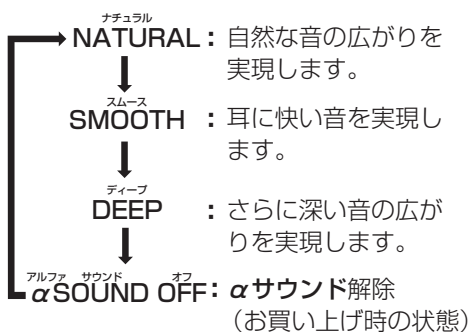 ナチュラル
NATURAL：自然な音の広がりを
実現します。
スムース
SMOOTH：耳に快い音を実現し
ます。
ディープ
DEEP：さらに深い音の広が
りを実現します。
アルファ サウンド オフ
αSOUND OFF：αサウンド解除
（お買い上げ時の状態）